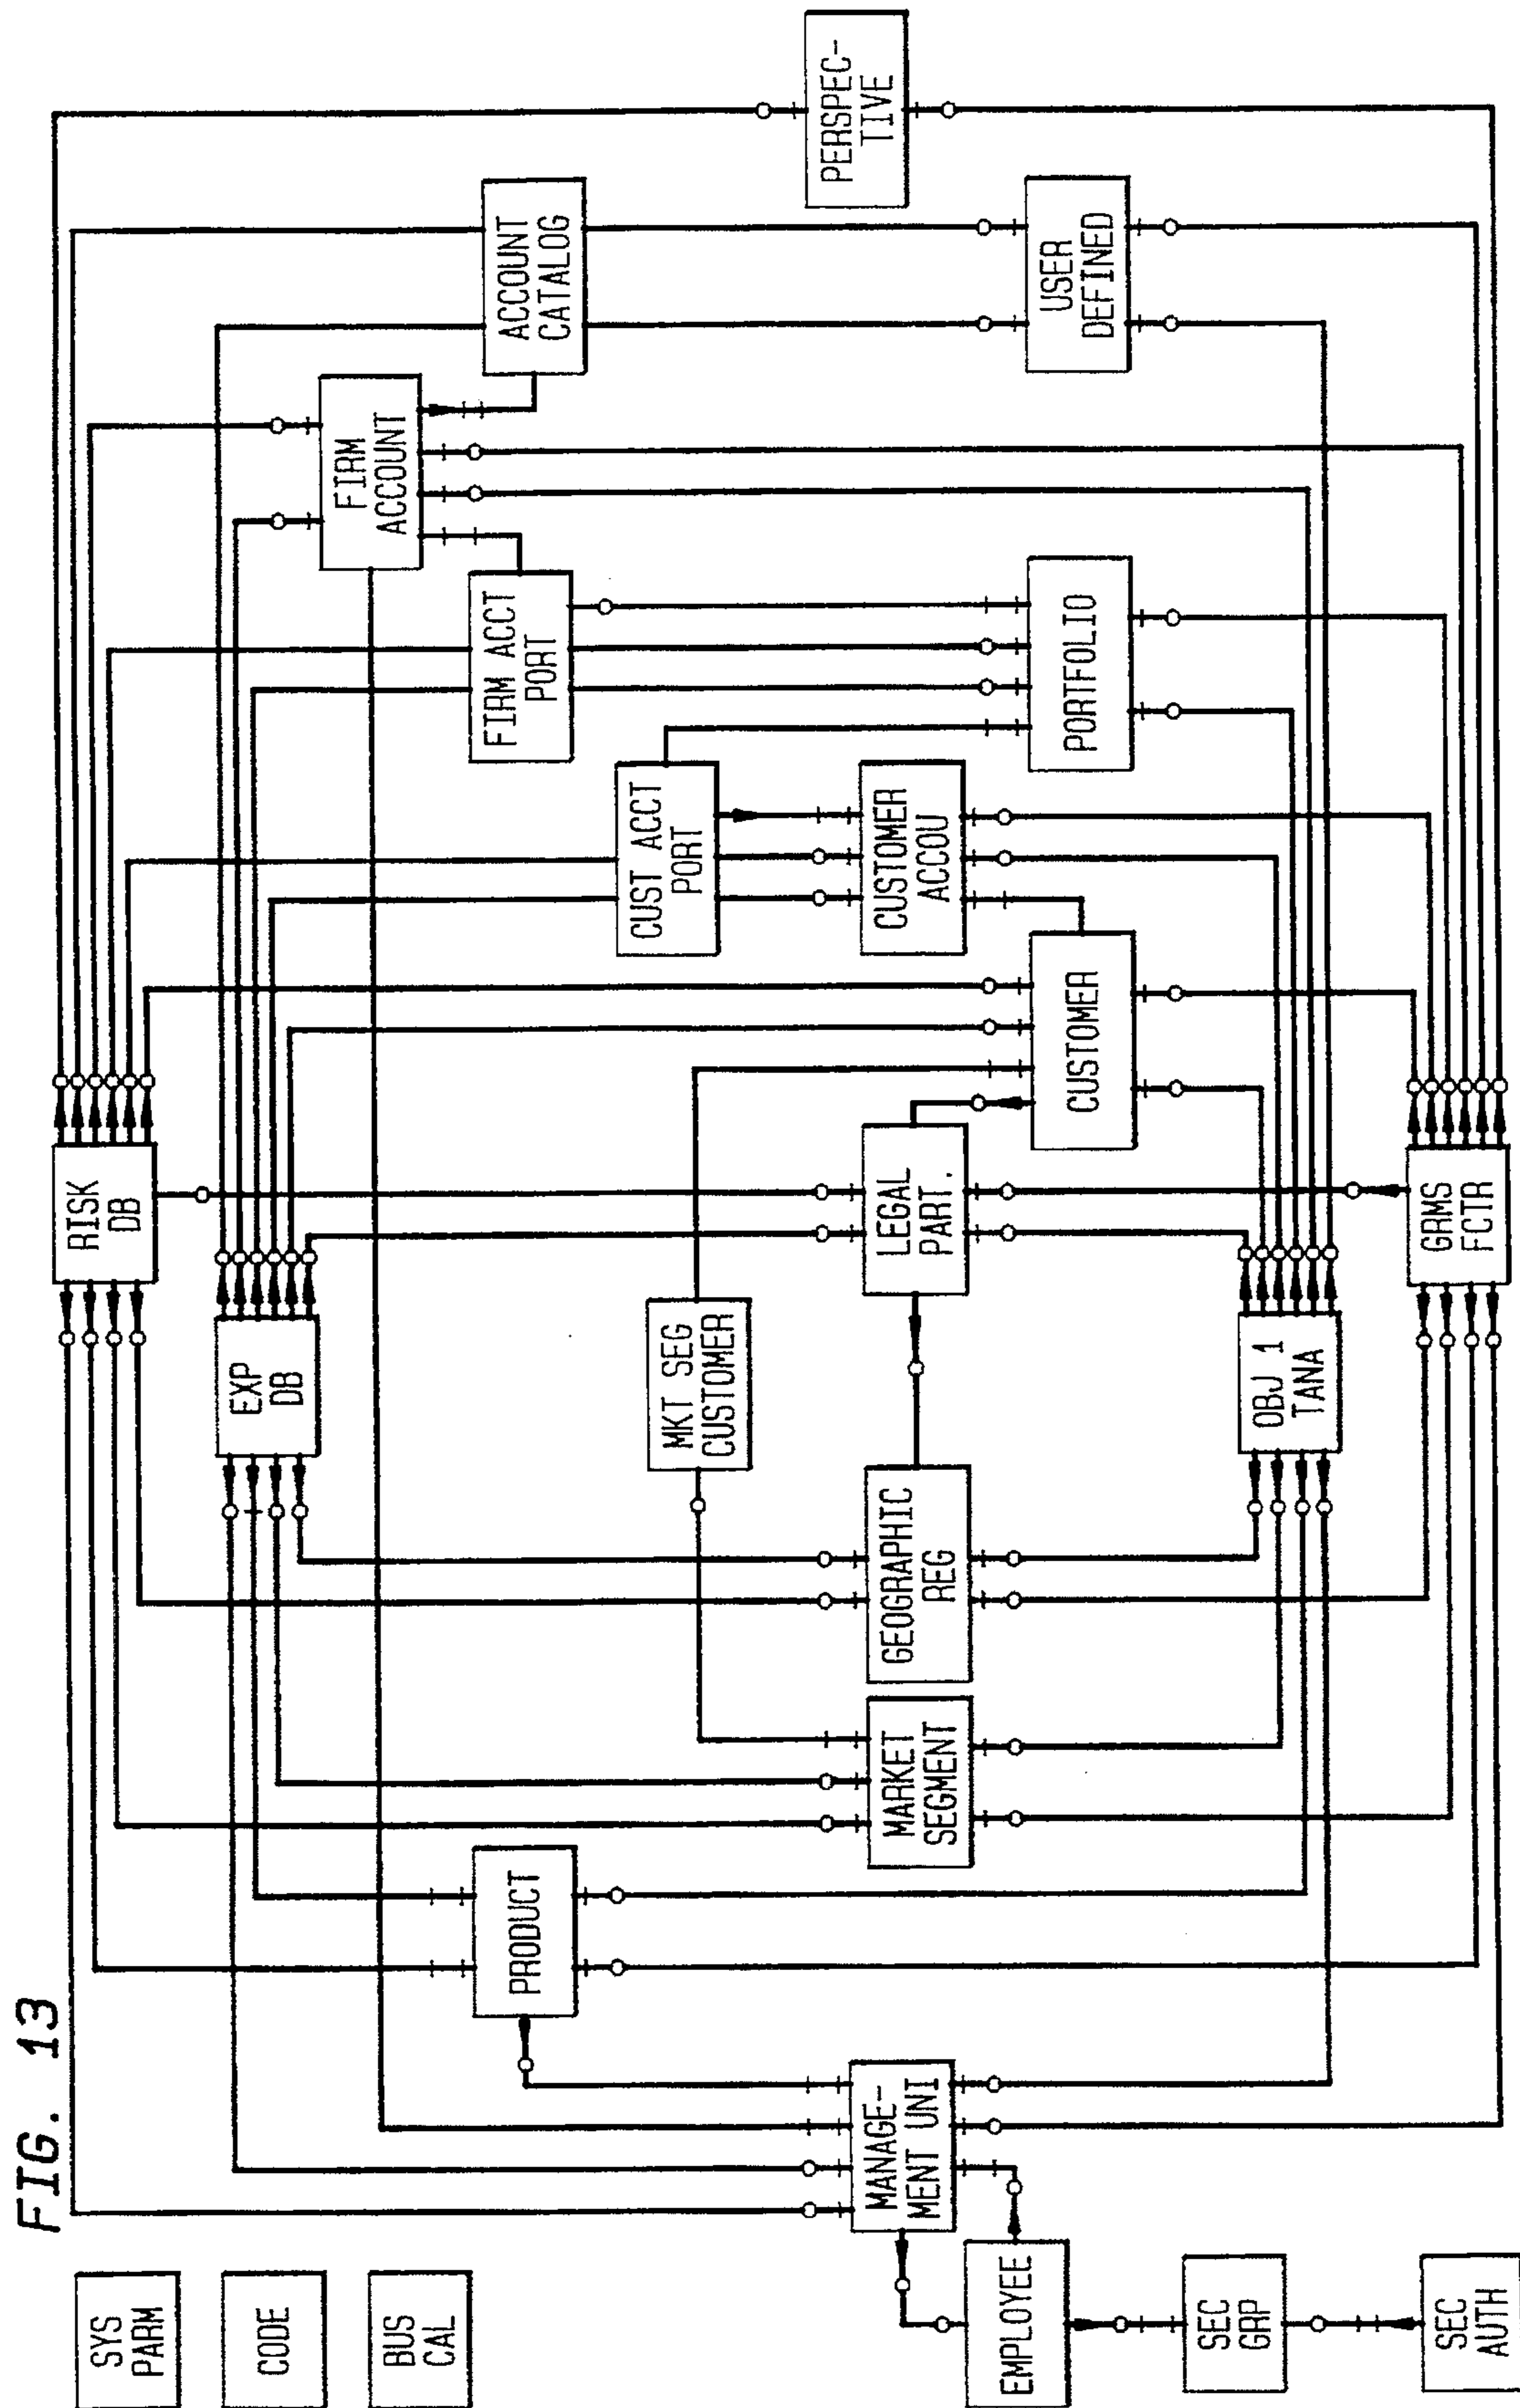 FIG. 13
SYS
PARM
CODE
BUS
CAL
RISK
DB
EXP
DB
FIRM
ACCOUNT
ACCOUNT
CATALOG
PERSPEC-
TIVE
PRODUCT
FIRM ACCT
PORT
MKT SEG
CUSTOMER
CUST ACCT
PORT
MANAGE-
MENT UNI
MARKET
SEGMENT
GEOGRAPHIC
REG
LEGAL
PART.
CUSTOMER
ACCOU
EMPLOYEE
CUSTOMER
PORTFOLIO
USER
DEFINED
SEC
GRP
OBJ 1
TANA
SEC
AUTH
GRMS
FCTR